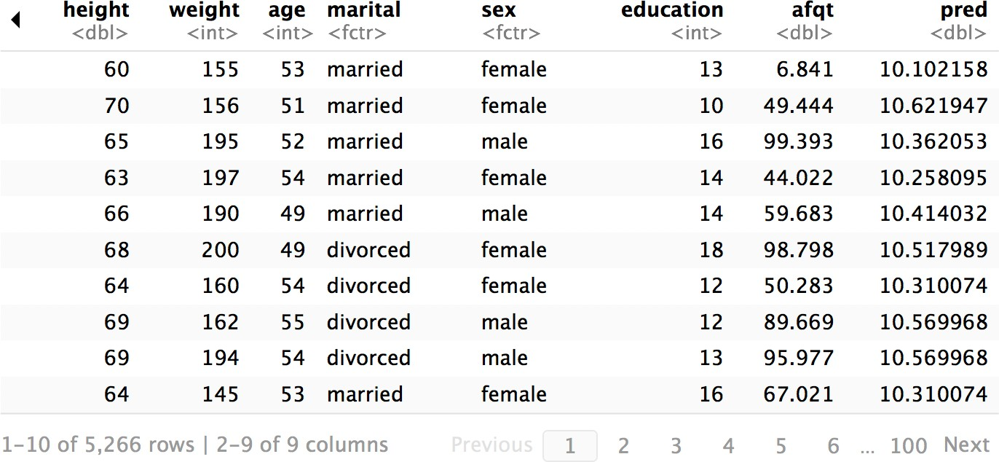 height weight age marital sex education afqt pred
<dbl> <int> <int> <fctr> <fctr> <int> <dbl> <dbl>
60 155 53 married female 13 6.841 10.102158
70 156 51 married female 10 49.444 10.621947
65 195 52 married male 16 99.393 10.362053
63 197 54 married female 14 44.022 10.258095
66 190 49 married male 14 59.683 10.414032
68 200 49 divorced female 18 98.798 10.517989
64 160 54 divorced female 12 50.283 10.310074
69 162 55 divorced male 12 89.669 10.569968
69 194 54 divorced male 13 95.977 10.569968
64 145 53 married female 16 67.021 10.310074
1–10 of 5,266 rows | 2–9 of 9 columns Previous 1 2 3 4 5 6 ... 100 Next